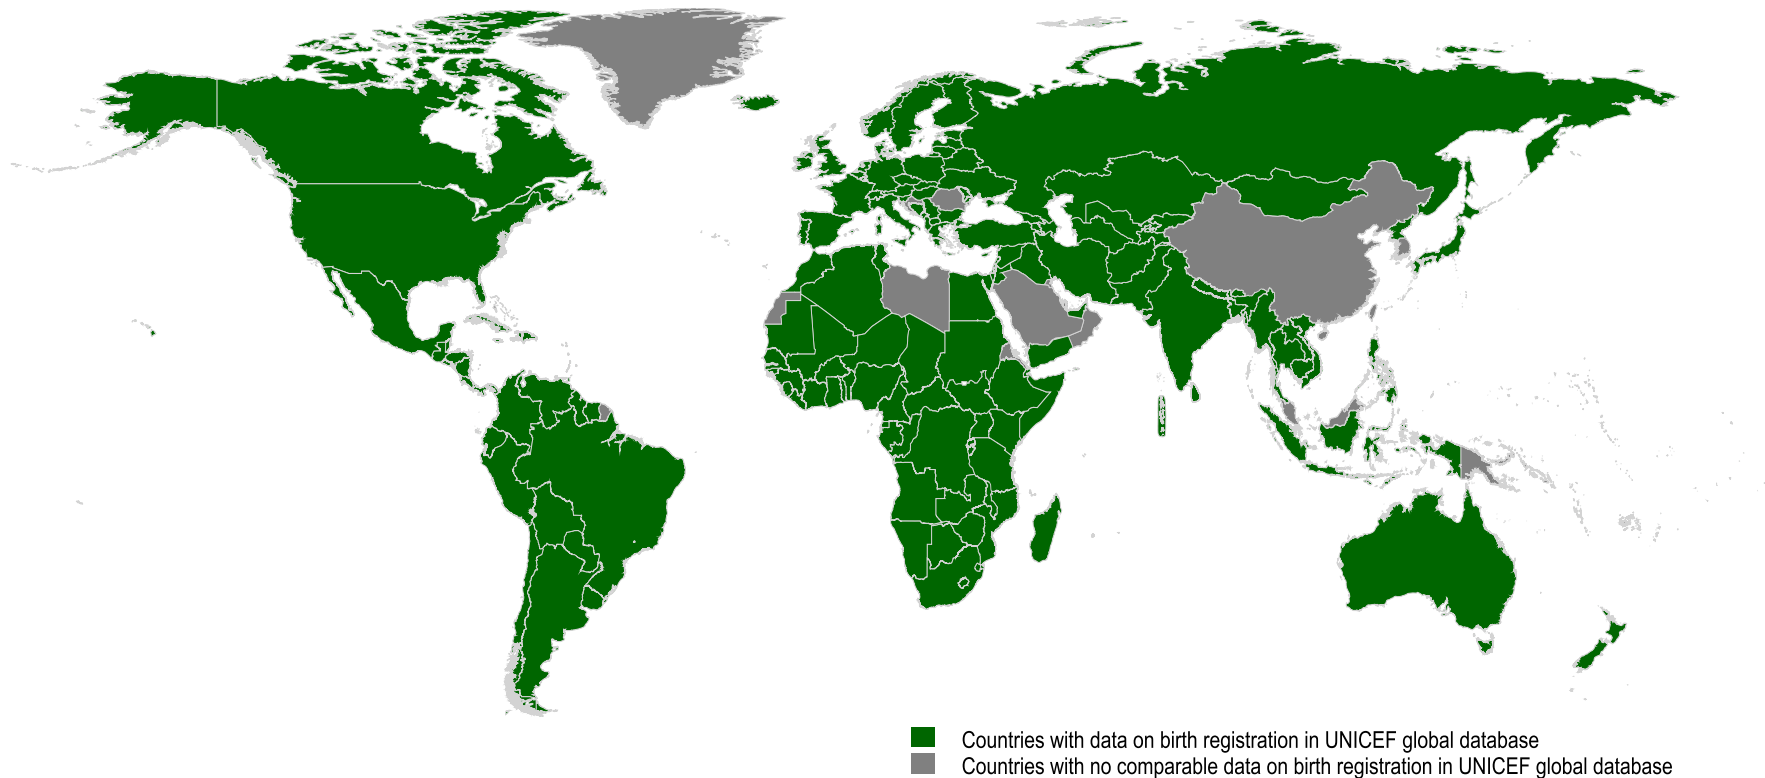 Countries with data on birth registration in UNICEF global database
Countries with no comparable data on birth registration in UNICEF global database